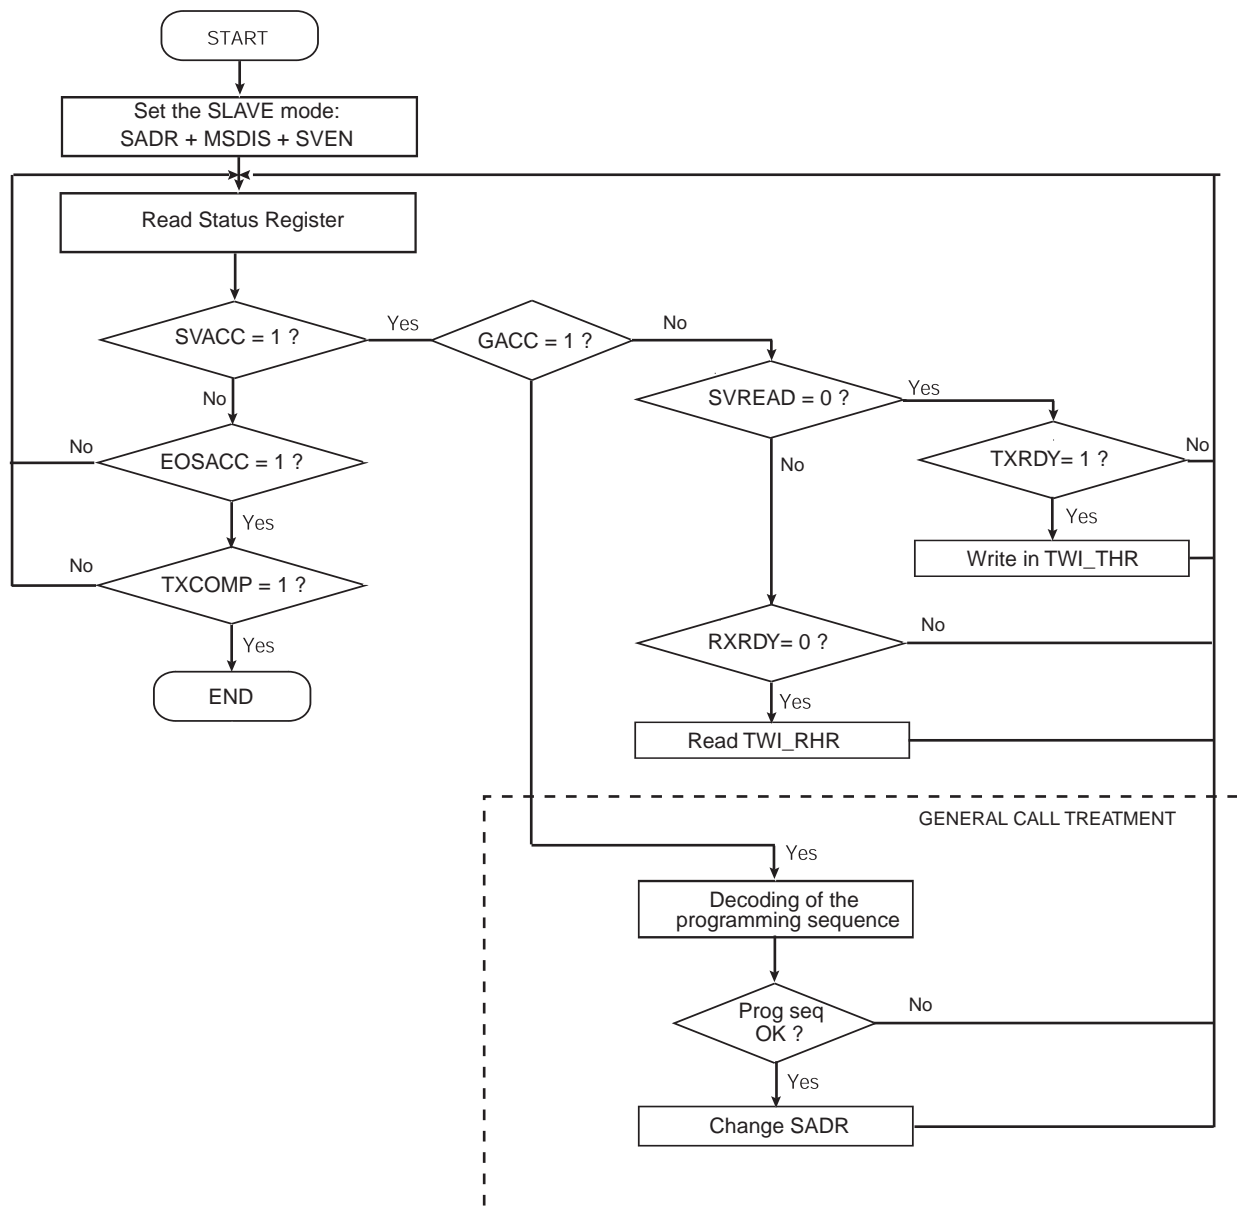 START
Set the SLAVE mode:
SADR + MSDIS + SVEN
Read Status Register
SVACC = 1 ?
Yes
GACC = 1 ?
No
SVREAD = 0 ?
Yes
No
No
EOSACC = 1 ?
No
TXRDY= 1 ?
No
Yes
Yes
Write in TWI_THR
No
TXCOMP = 1 ?
Yes
RXRDY= 0 ?
No
END
Yes
Read TWI_RHR
GENERAL CALL TREATMENT
Yes
Decoding of the
programming sequence
Prog seq
OK ?
No
Yes
Change SADR